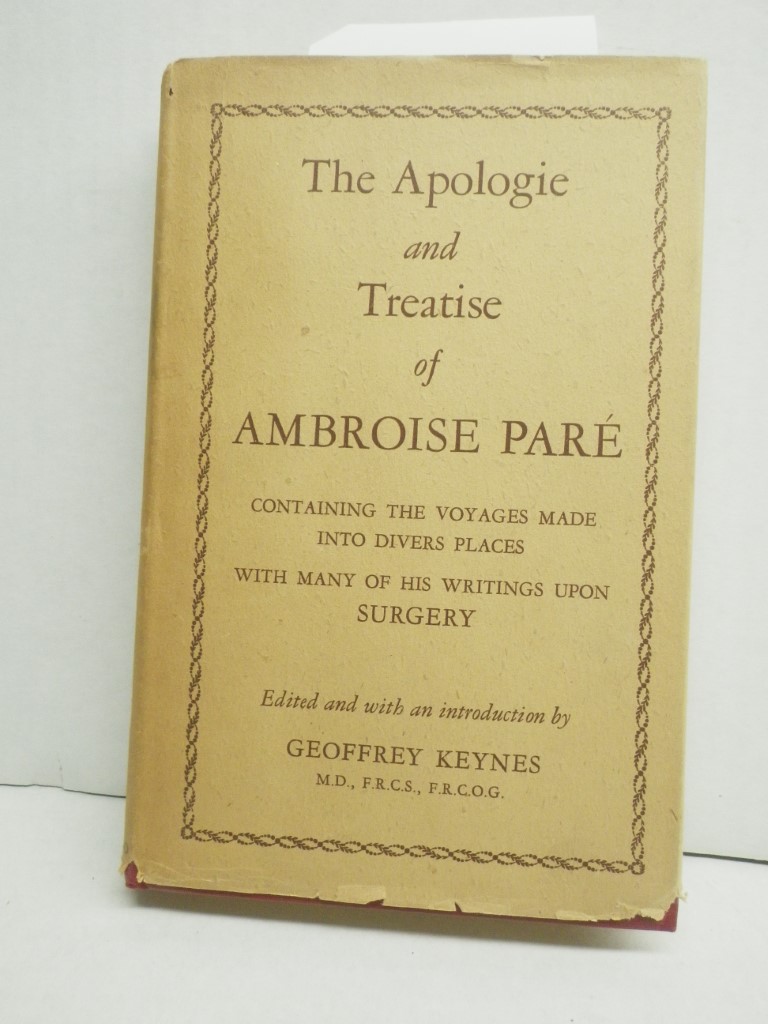 The Apologie
and
Treatise
of
AMBROISE PARÉ
CONTAINING THE VOYAGES MADE
INTO DIVERS PLACES
WITH MANY OF HIS WRITINGS UPON
SURGERY
Edited and with an introduction by
GEOFFREY KEYNES
M.D., F.R.C.S., F.R.C.O.G.